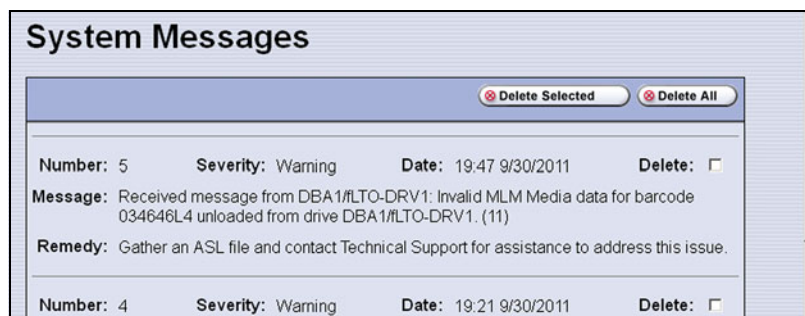 System Messages
Delete Selected Delete All
Number: 5 Severity: Warning Date: 19:47 9/30/2011 Delete:
Message: Received message from DBA1/fLTO-DRV1: Invalid MLM Media data for barcode
034646L4 unloaded from drive DBA1/fLTO-DRV1. (11)
Remedy: Gather an ASL file and contact Technical Support for assistance to address this issue.
Number: 4 Severity: Warning Date: 19:21 9/30/2011 Delete: